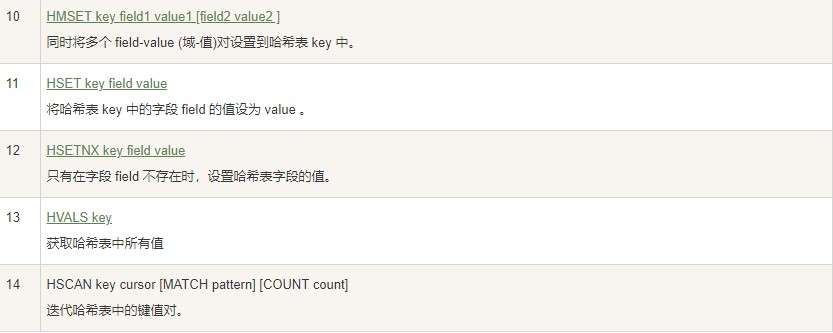 10 HMSET key field1 value1 [field2 value2 ]
同时将多个 field-value (域-值)对设置到哈希表 key 中。
11 HSET key field value
将哈希表 key 中的字段 field 的值设为 value 。
12 HSETNX key field value
只有在字段 field 不存在时，设置哈希表字段的值。
13 HVALS key
获取哈希表中所有值
14 HSCAN key cursor [MATCH pattern] [COUNT count]
迭代哈希表中的键值对。